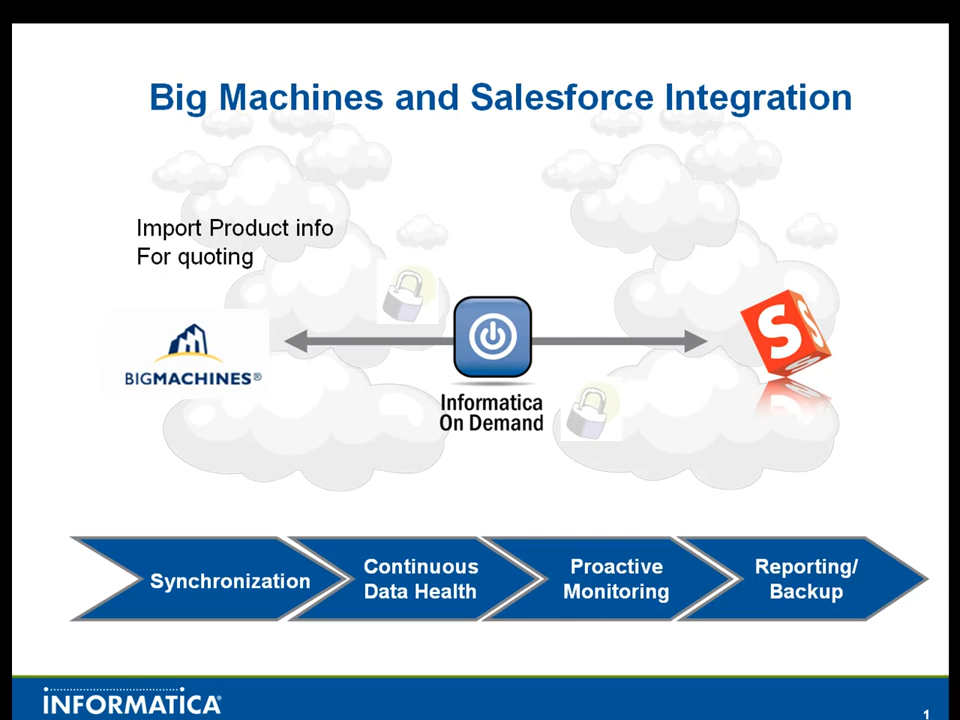 Big Machines and Salesforce Integration
Import Product info
For quoting
BIGMACHINES®
S
S
Informatica
On Demand
Synchronization
Continuous
Data Health
Proactive
Monitoring
Reporting/
Backup
INFORMATICA®
1